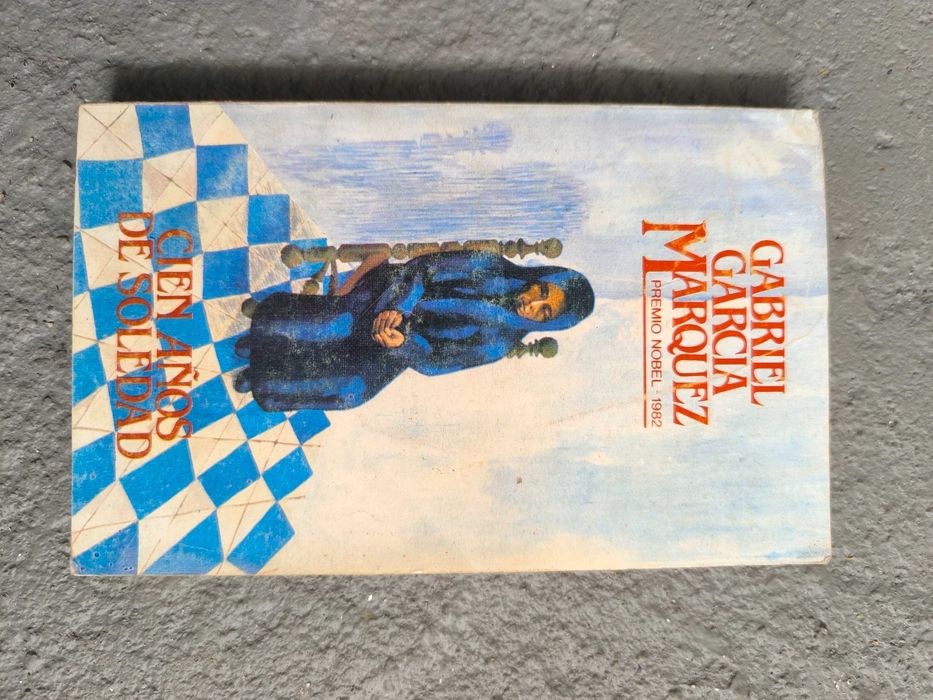 GABRIEL
GARCIA
MARQUEZ
PREMIO NOBEL - 1982
CIEN AÑOS
DE SOLEDAD